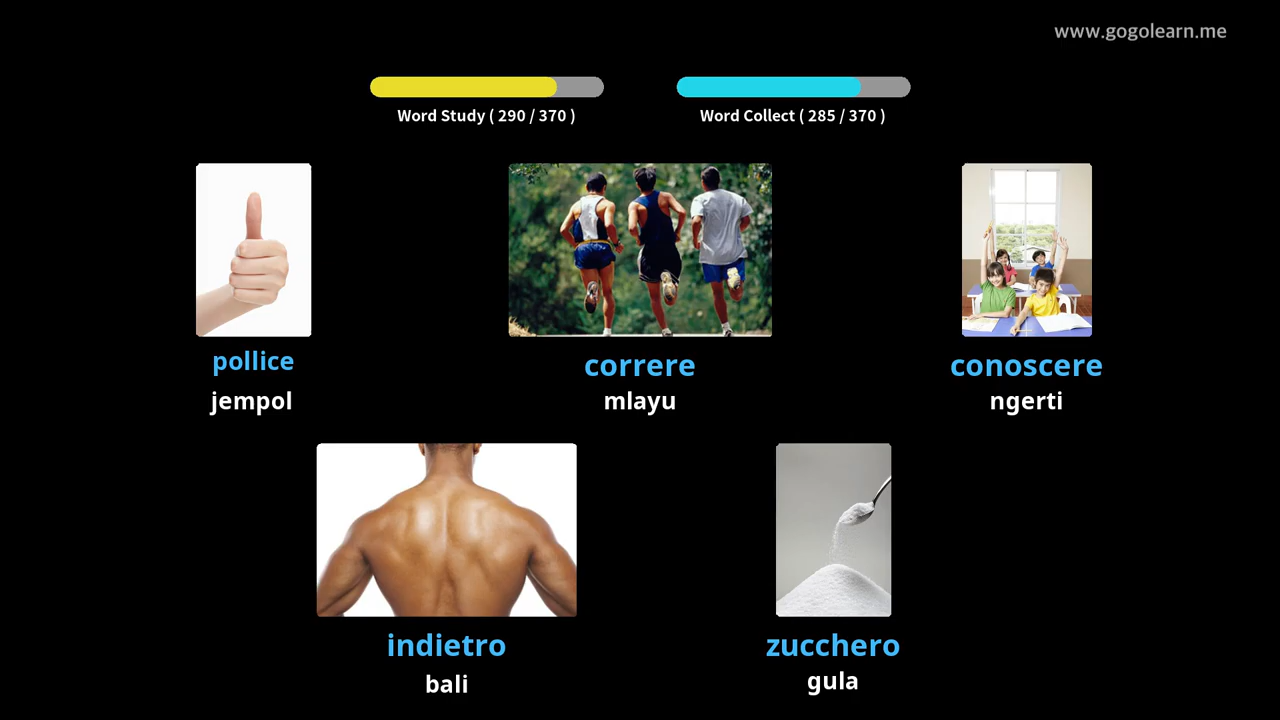 www.gogolearn.me
Word Study ( 290 / 370 )
Word Collect ( 285 / 370 )
pollice
jempol
correre
mlayu
conoscere
ngerti
indietro
bali
zucchero
gula